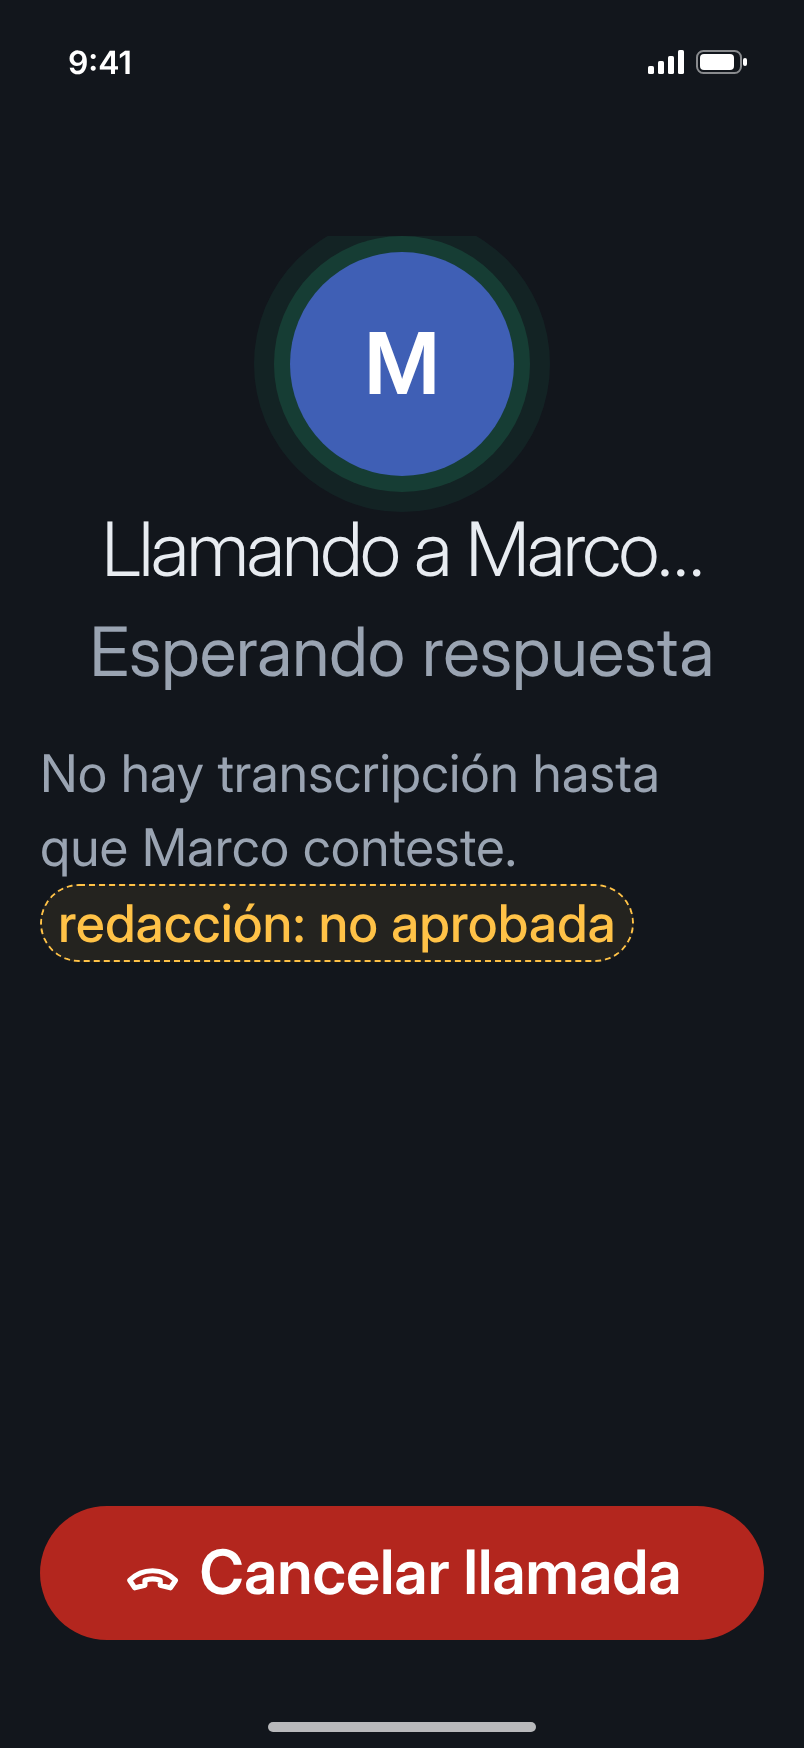 9:41
M
Llamando a Marco...
Esperando respuesta
No hay transcripción hasta
que Marco conteste.
redacción: no aprobada
Cancelar llamada